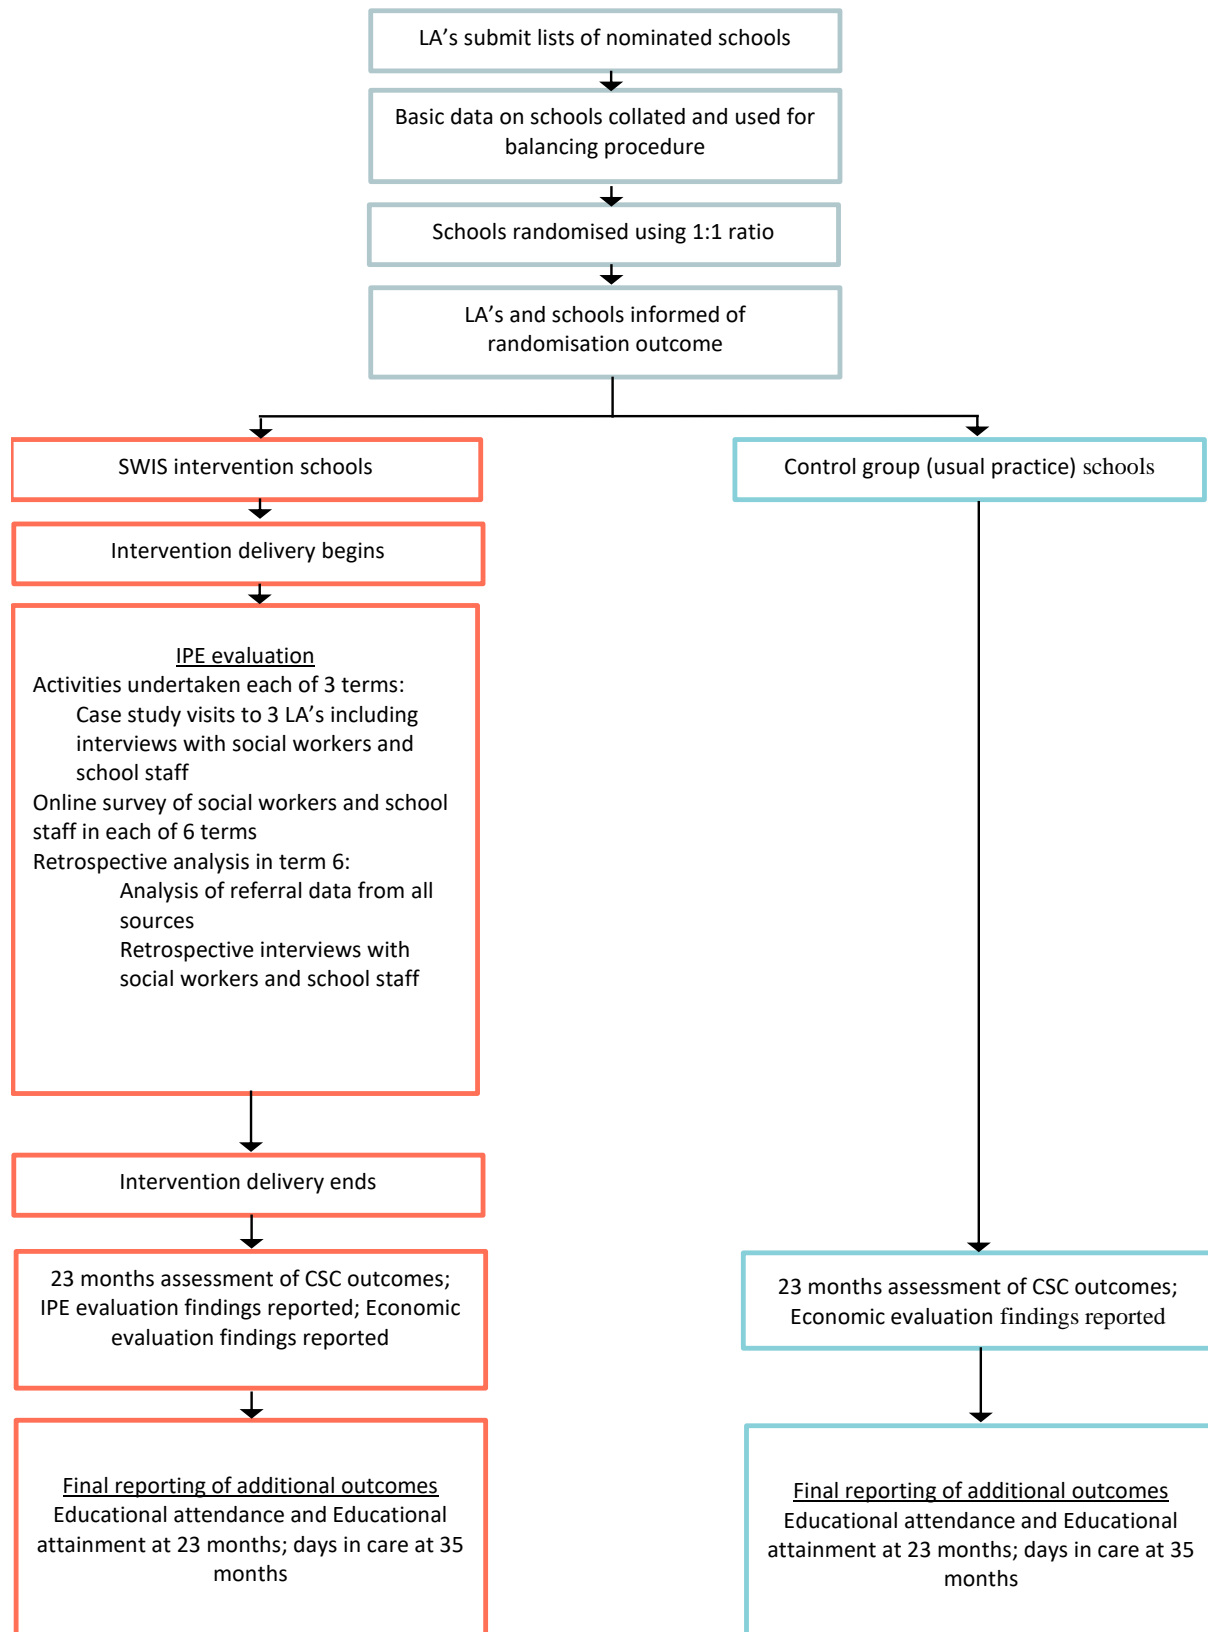 LA’s submit lists of nominated schools
Basic data on schools collated and used for
balancing procedure
Schools randomised using 1:1 ratio
LA’s and schools informed of
randomisation outcome
SWIS intervention schools
Control group (usual practice) schools
Intervention delivery begins
IPE evaluation
Activities undertaken each of 3 terms:
Case study visits to 3 LA’s including
interviews with social workers and
school staff
Online survey of social workers and school
staff in each of 6 terms
Retrospective analysis in term 6:
Analysis of referral data from all
sources
Retrospective interviews with
social workers and school staff
Intervention delivery ends
23 months assessment of CSC outcomes;
IPE evaluation findings reported; Economic
evaluation findings reported
23 months assessment of CSC outcomes;
Economic evaluation findings reported
Final reporting of additional outcomes
Educational attendance and Educational
attainment at 23 months; days in care at 35
months
Final reporting of additional outcomes
Educational attendance and Educational
attainment at 23 months; days in care at 35
months